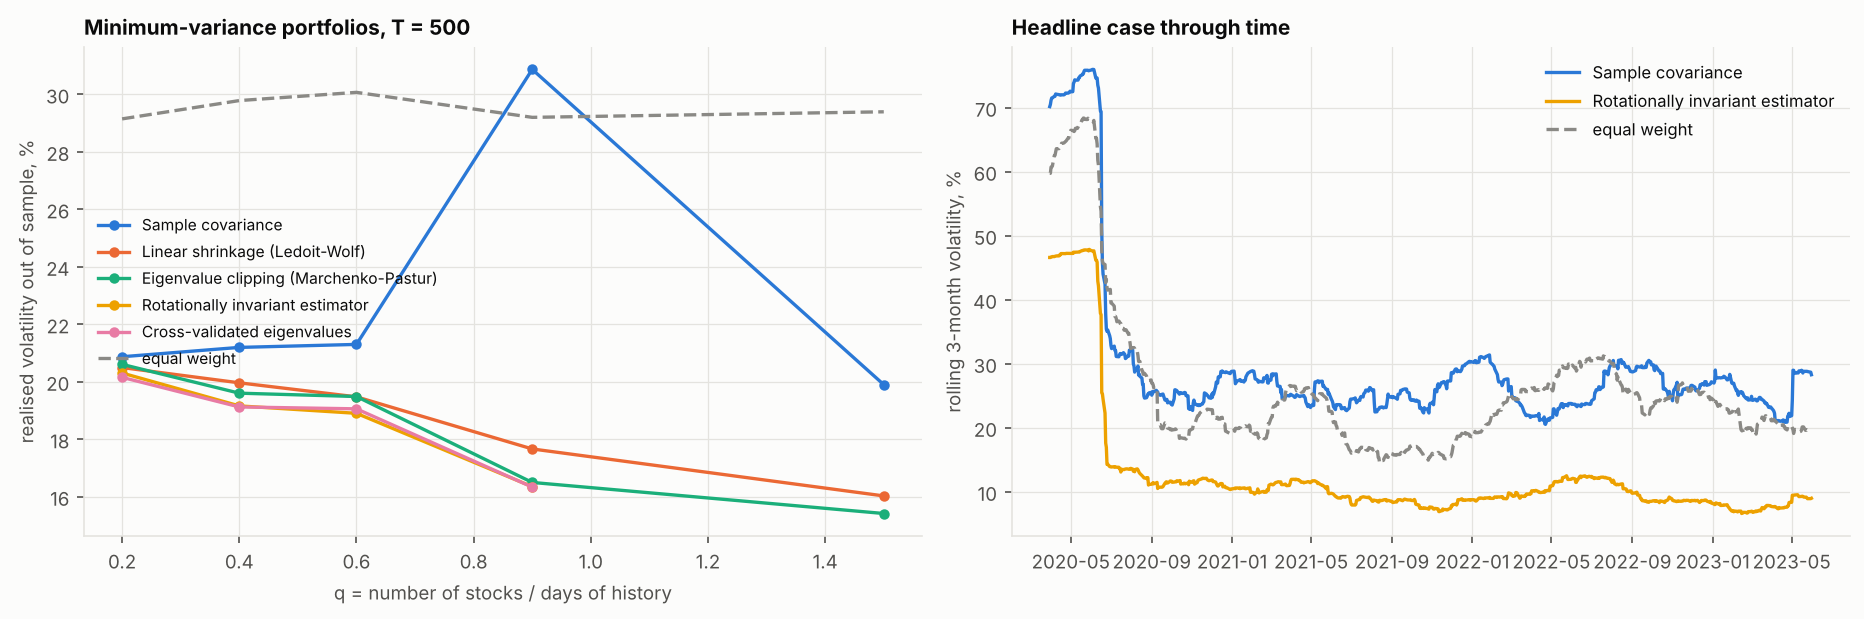 Minimum-variance portfolios, T = 500
realised volatility out of sample, %
30
28
26
24
22
20
18
16
Sample covariance
Linear shrinkage (Ledoit-Wolf)
Eigenvalue clipping (Marchenko-Pastur)
Rotationally invariant estimator
Cross-validated eigenvalues
equal weight
0.2 0.4 0.6 0.8 1.0 1.2 1.4
q = number of stocks / days of history
Headline case through time
rolling 3-month volatility, %
70
60
50
40
30
20
10
Sample covariance
Rotationally invariant estimator
equal weight
2020-05 2020-09 2021-01 2021-05 2021-09 2022-01 2022-05 2022-09 2023-01 2023-05